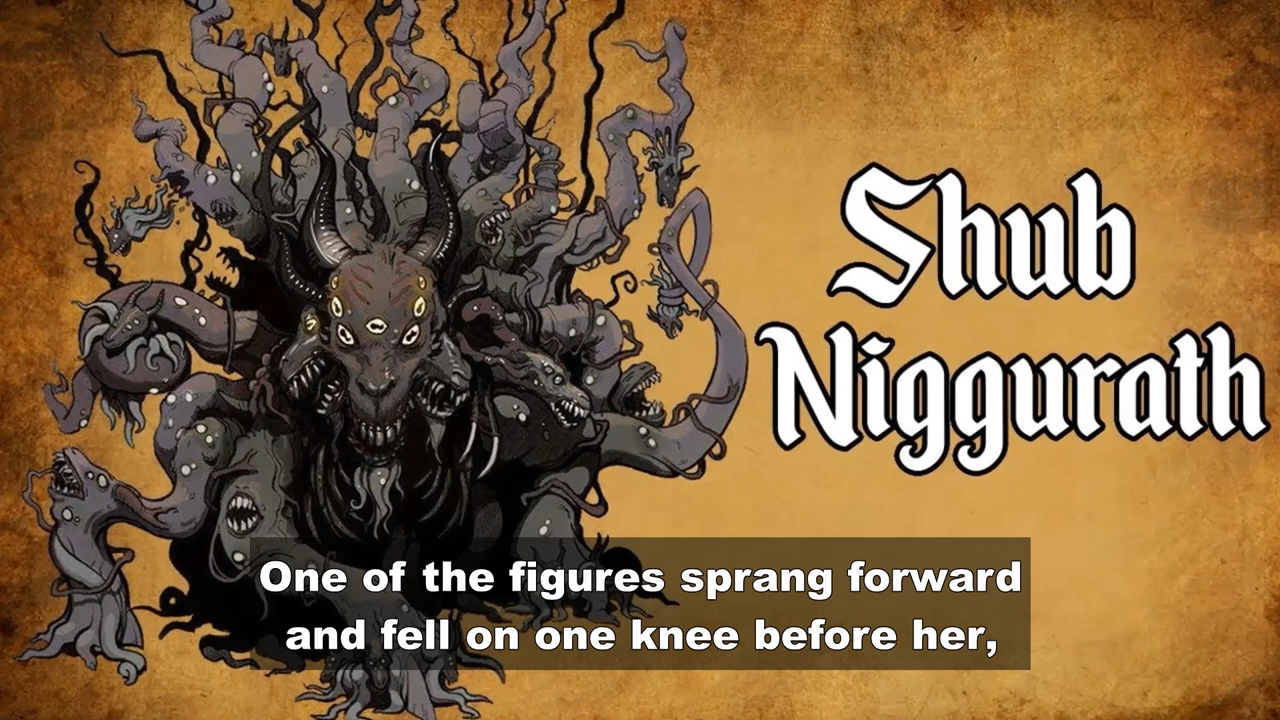 Shub
Niggurath
One of the figures sprang forward
and fell on one knee before her,